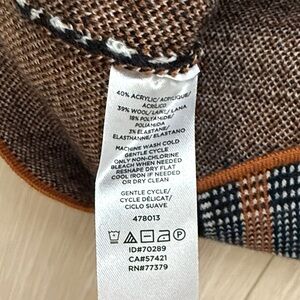 40% ACRYLIC/ACRILIQUE/
ACRILICO
39% WOOL/LAINE/LANA
18% POLYAMIDE/
POLIAMIDA
3% ELASTANE/
ELASTHANNE/ELASTANO
MACHINE WASH COLD
GENTLE CYCLE
ONLY NON-CHLORINE
BLEACH WHEN NEEDED
RESHAPE DRY FLAT
COOL IRON IF NEEDED
OR DRY CLEAN
GENTLE CYCLE/
CYCLE DÉLICAT/
CICLO SUAVE
478013
ID#70289
CA#57421
RN#77379